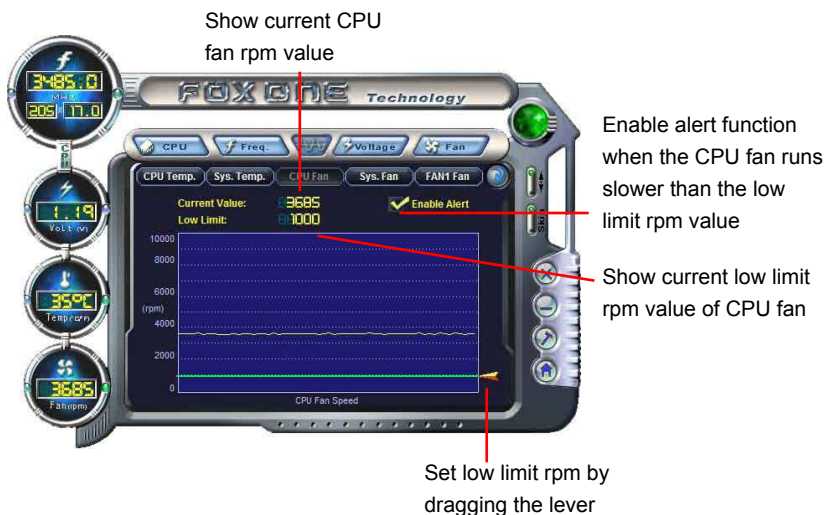 Show current CPU
fan rpm value
3485.0
MHz
205 * 17.0
FOX ONE Technology
CPU
Freq.
Voltage
Fan
CPU
CPU Temp.
Sys. Temp.
CPU Fan
Sys. Fan
FAN1 Fan
?
Current Value: 3685
Enable Alert
Low Limit: 1000
Skin
1.19
Volt (V)
35°C
3685
Fan(rpm)
10000
8000
6000
(rpm)
4000
2000
0
CPU Fan Speed
Enable alert function
when the CPU fan runs
slower than the low
limit rpm value
Show current low limit
rpm value of CPU fan
Set low limit rpm by
dragging the lever